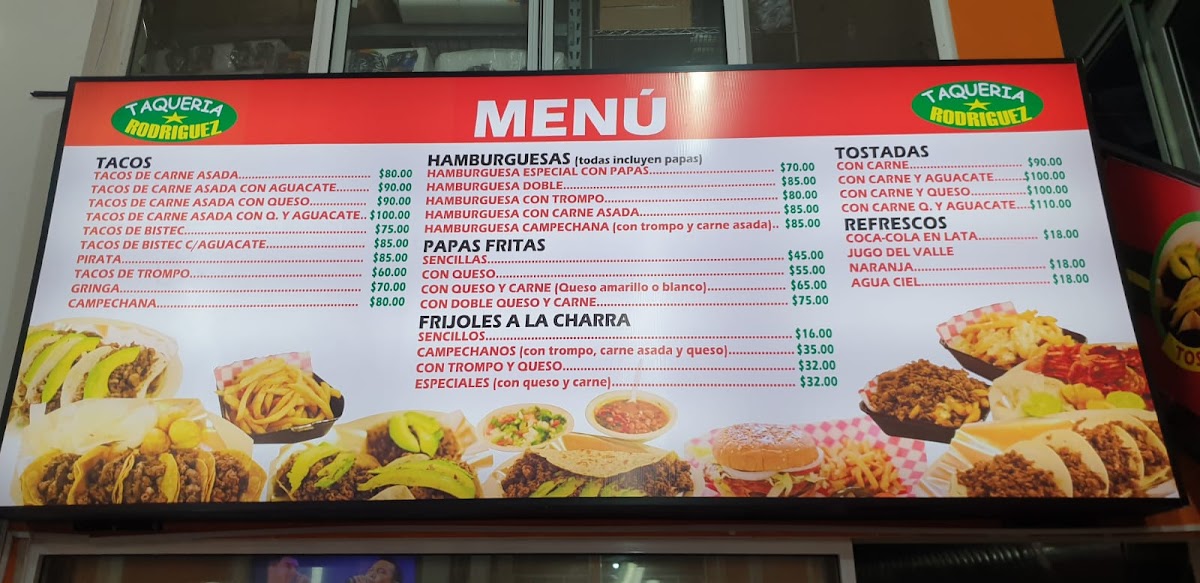 TAQUERIA
RODRIGUEZ
MENÚ
TAQUERIA
RODRIGUEZ
TACOS
TACOS DE CARNE ASADA $80.00
TACOS DE CARNE ASADA CON AGUACATE $90.00
TACOS DE CARNE ASADA CON QUESO $90.00
TACOS DE CARNE ASADA CON Q. Y AGUACATE $100.00
TACOS DE BISTEC $75.00
TACOS DE BISTEC C/AGUACATE $85.00
PIRATA $85.00
TACOS DE TROMPO $60.00
GRINGA $70.00
CAMPECHANA $80.00
HAMBURGUESAS (todas incluyen papas)
HAMBURGUESA ESPECIAL CON PAPAS $70.00
HAMBURGUESA DOBLE $85.00
HAMBURGUESA CON TROMPO $80.00
HAMBURGUESA CON CARNE ASADA $85.00
HAMBURGUESA CAMPECHANA (con trompo y carne asada) $85.00
PAPAS FRITAS
SENCILLAS $45.00
CON QUESO $55.00
CON QUESO Y CARNE (Queso amarillo o blanco) $65.00
CON DOBLE QUESO Y CARNE $75.00
FRIJOLES A LA CHARRA
SENCILLOS $16.00
CAMPECHANOS (con trompo, carne asada y queso) $35.00
CON TROMPO Y QUESO $32.00
ESPECIALES (con queso y carne) $32.00
TOSTADAS
CON CARNE $90.00
CON CARNE Y AGUACATE $100.00
CON CARNE Y QUESO $100.00
CON CARNE Q. Y AGUACATE $110.00
REFRESCOS
COCA-COLA EN LATA $18.00
JUGO DEL VALLE
NARANJA $18.00
AGUA CIEL $18.00